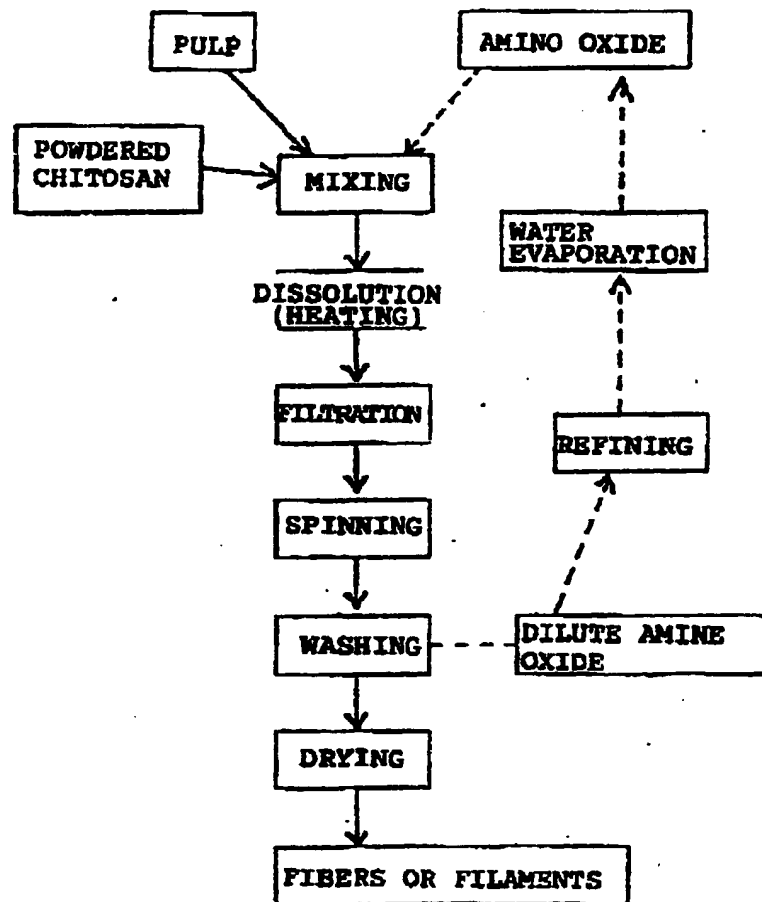 PULP
AMINO OXIDE
POWDERED
CHITOSAN
MIXING
WATER
EVAPORATION
DISSOLUTION
(HEATING)
FILTRATION
REFINING
SPINNING
WASHING
DILUTE AMINE
OXIDE
DRYING
FIBERS OR FILAMENTS